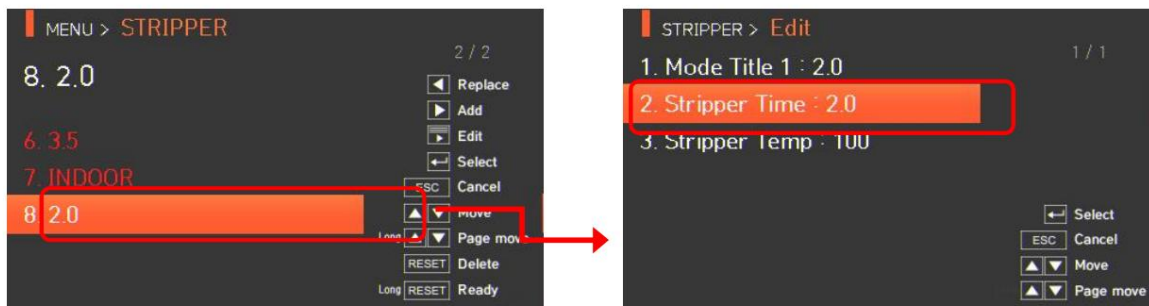 MENU > STRIPPER
2 / 2
8. 2.0
6. 3.5
7. INDOOR
8. 2.0
Replace
Add
Edit
Select
ESC Cancel
Move
Long Page move
RESET Delete
Long RESET Ready
STRIPPER > Edit
1 / 1
1. Mode Title 1 : 2.0
2. Stripper Time : 2.0
3. Stripper Temp : 100
Select
ESC Cancel
Move
Page move